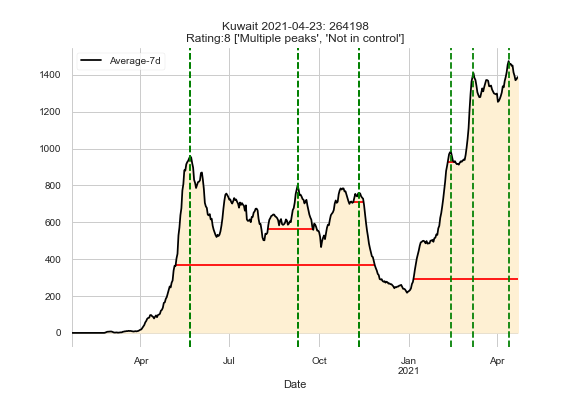 Kuwait 2021-04-23: 264198
Rating:8 ['Multiple peaks', 'Not in control']
Average-7d
1400
1200
1000
800
600
400
200
0
Apr
Jul
Oct
Jan
2021
Apr
Date